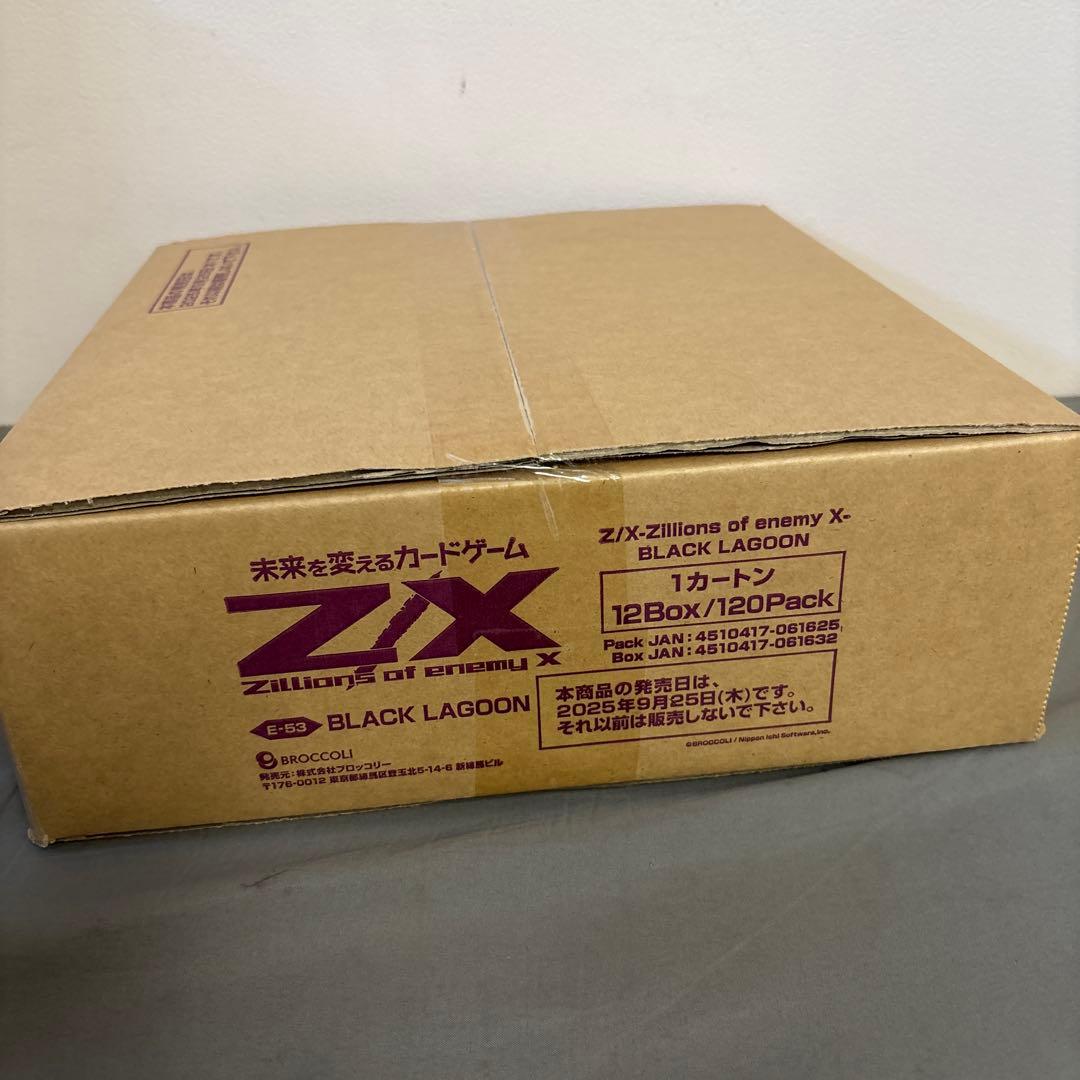 未来を変えるカードゲーム
Z/X
Zillions of enemy X
E-53 BLACK LAGOON
BROCCOLI
発売元:株式会社ブロッコリー
〒176-0012 東京都練馬区豊玉北5-14-6 新練馬ビル
Z/X-Zillions of enemy X-
BLACK LAGOON
1カートン
12Box/120Pack
Pack JAN:4510417-061625
Box JAN:4510417-061632
本商品の発売日は、
2025年9月25日(木)です。
それ以前は販売しないで下さい。
©BROCCOLI / Nippon Ichi Software, Inc.